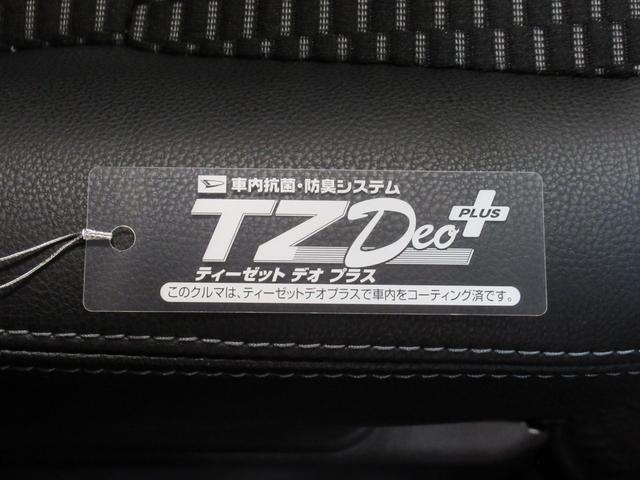 車内抗菌・防臭システム
TZ Deo PLUS
ティーゼット デオ プラス
このクルマは、ティーゼットデオプラスで車内をコーティング済です。